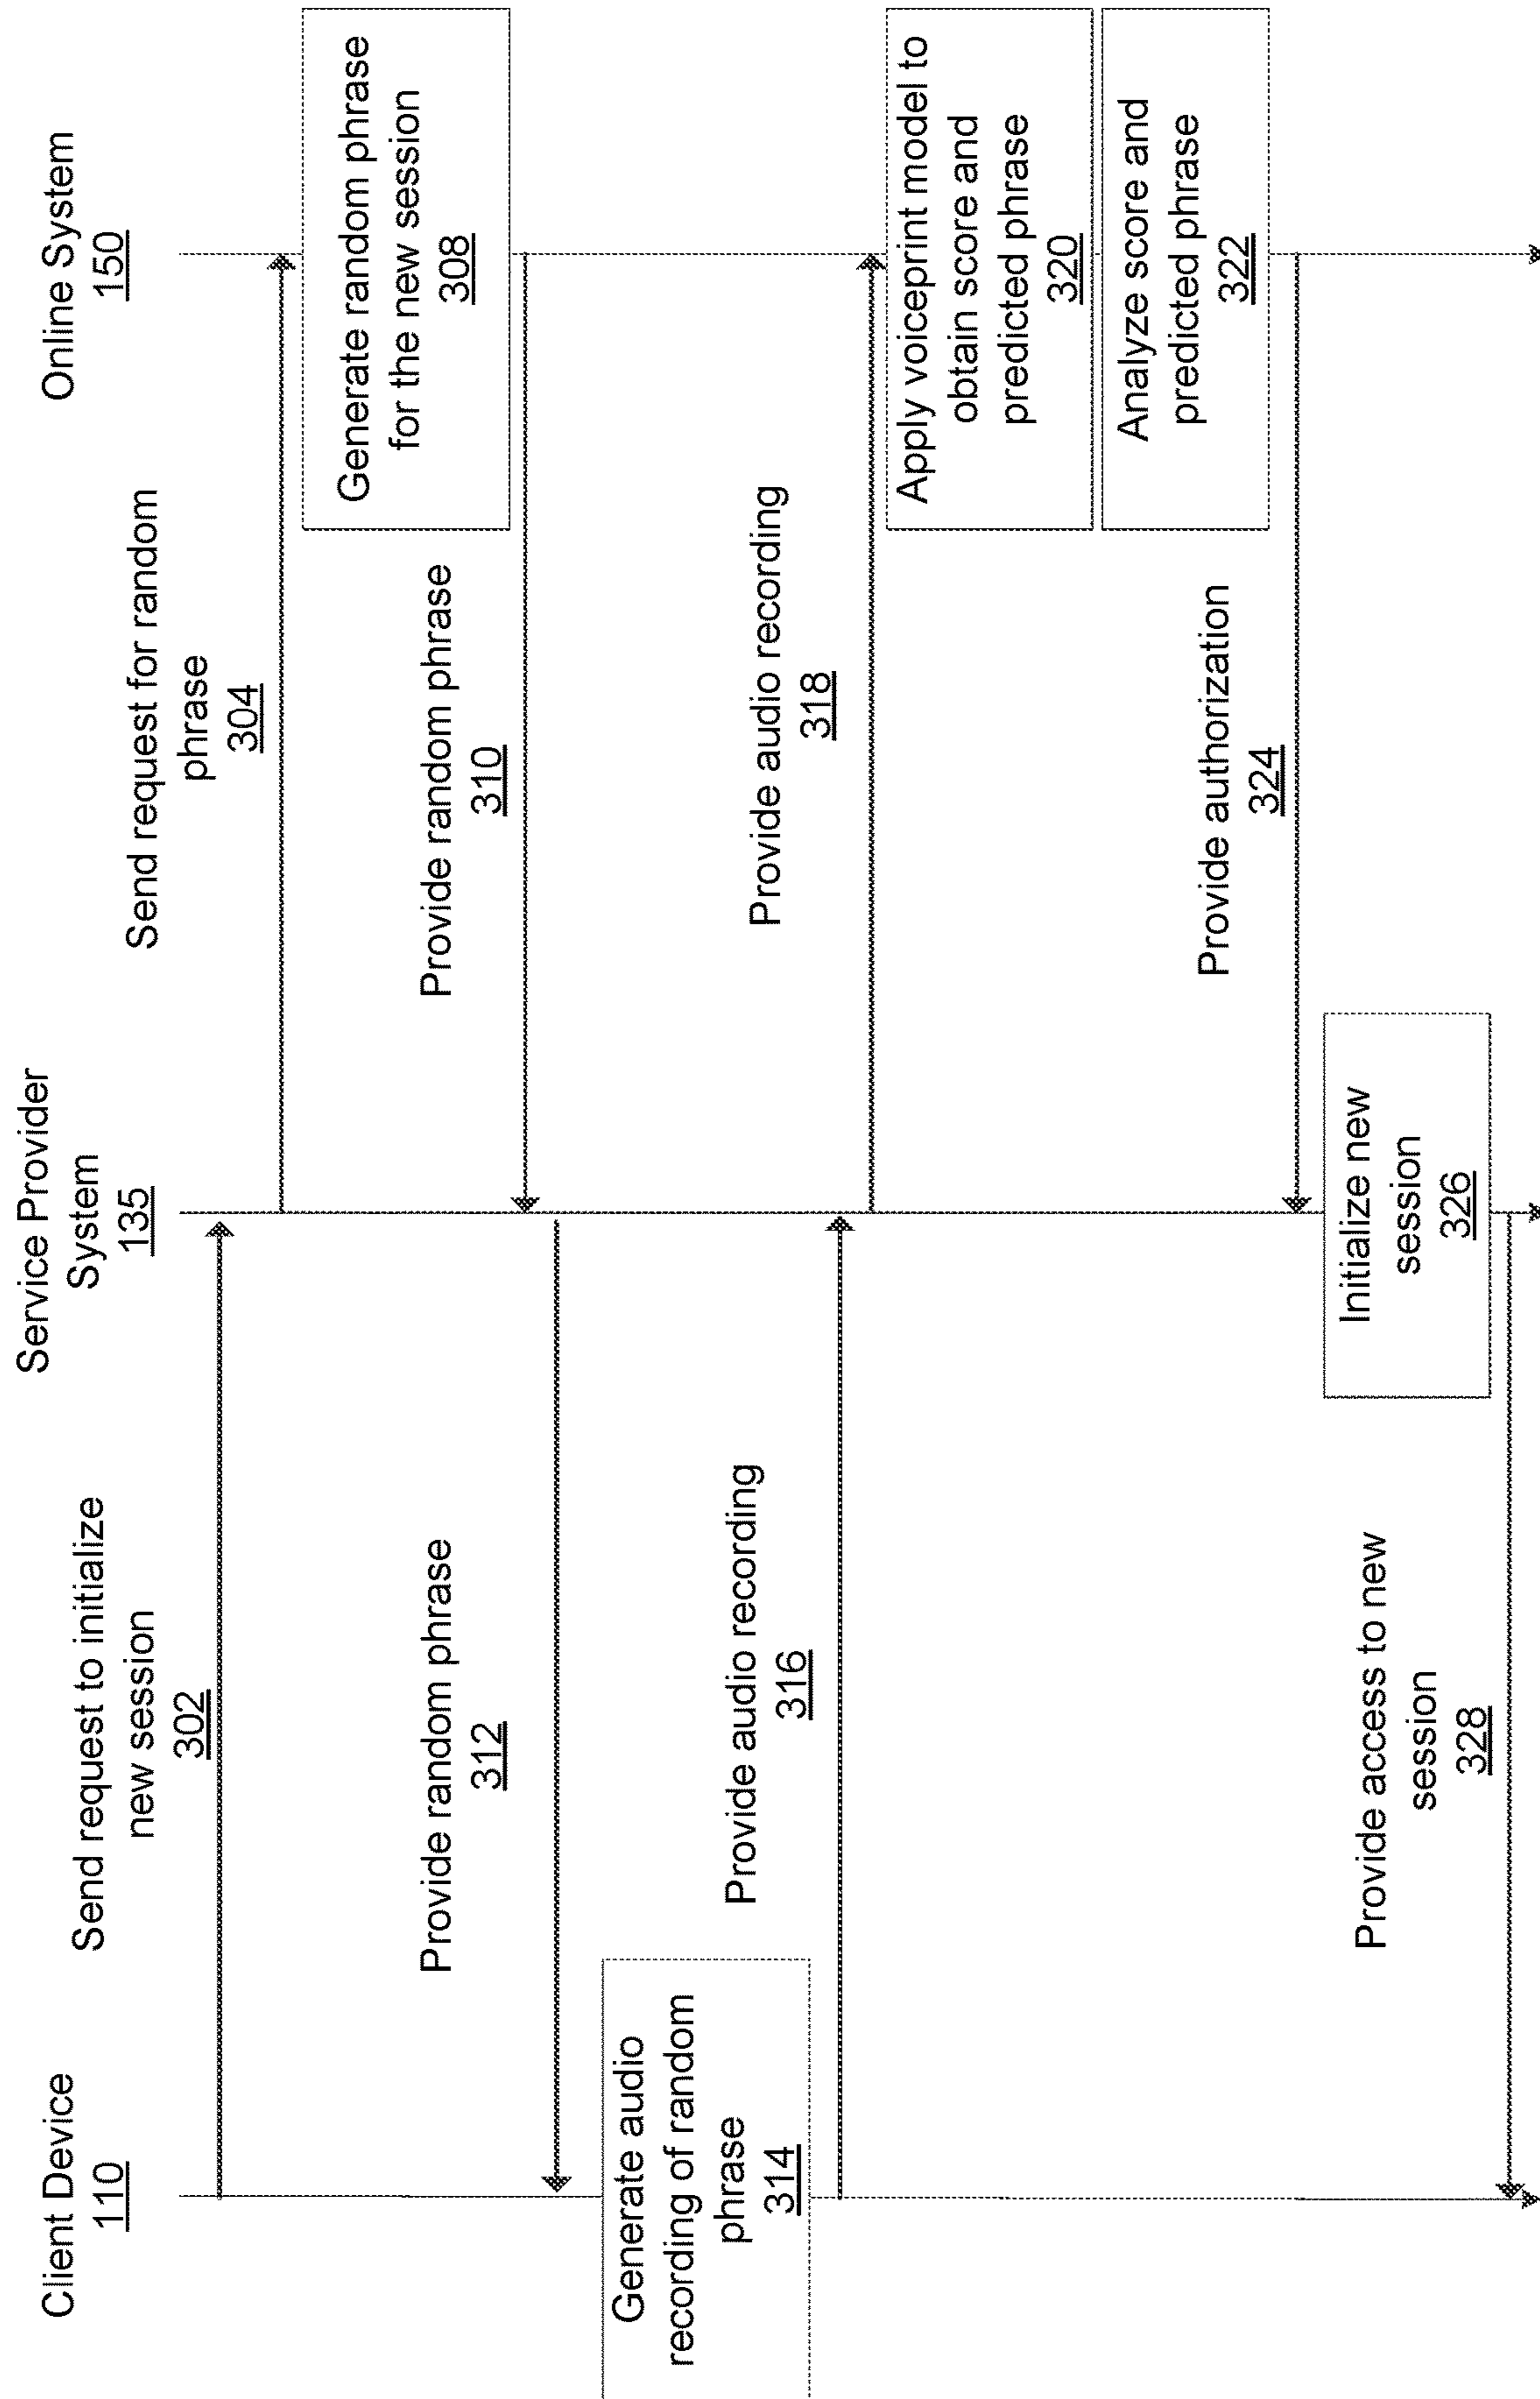 Client Device
110
Service Provider
System
135
Online System
150
Send request to initialize
new session
302
Send request for random
phrase
304
Generate random phrase
for the new session
308
Provide random phrase
310
Provide random phrase
312
Generate audio
recording of random
phrase
314
Provide audio recording
316
Provide audio recording
318
Apply voiceprint model to
obtain score and
predicted phrase
320
Analyze score and
predicted phrase
322
Provide authorization
324
Initialize new
session
326
Provide access to new
session
328